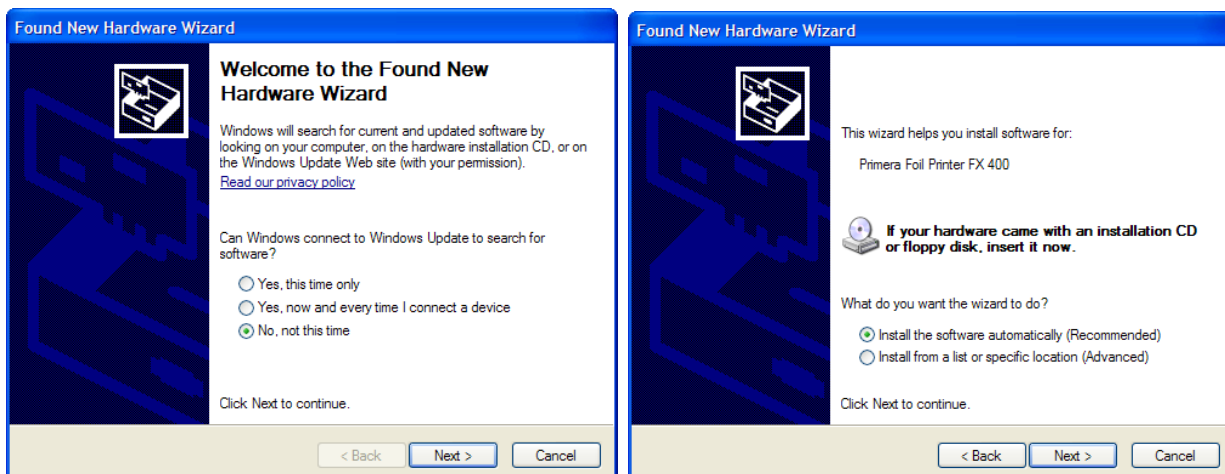 Found New Hardware Wizard
Welcome to the Found New
Hardware Wizard
Windows will search for current and updated software by
looking on your computer, on the hardware installation CD, or on
the Windows Update Web site (with your permission).
Read our privacy policy
Can Windows connect to Windows Update to search for
software?
Yes, this time only
Yes, now and every time I connect a device
No, not this time
Click Next to continue.
< Back
Next >
Cancel
Found New Hardware Wizard
This wizard helps you install software for:
Primera Foil Printer FX 400
If your hardware came with an installation CD
or floppy disk, insert it now.
What do you want the wizard to do?
Install the software automatically (Recommended)
Install from a list or specific location (Advanced)
Click Next to continue.
< Back
Next >
Cancel